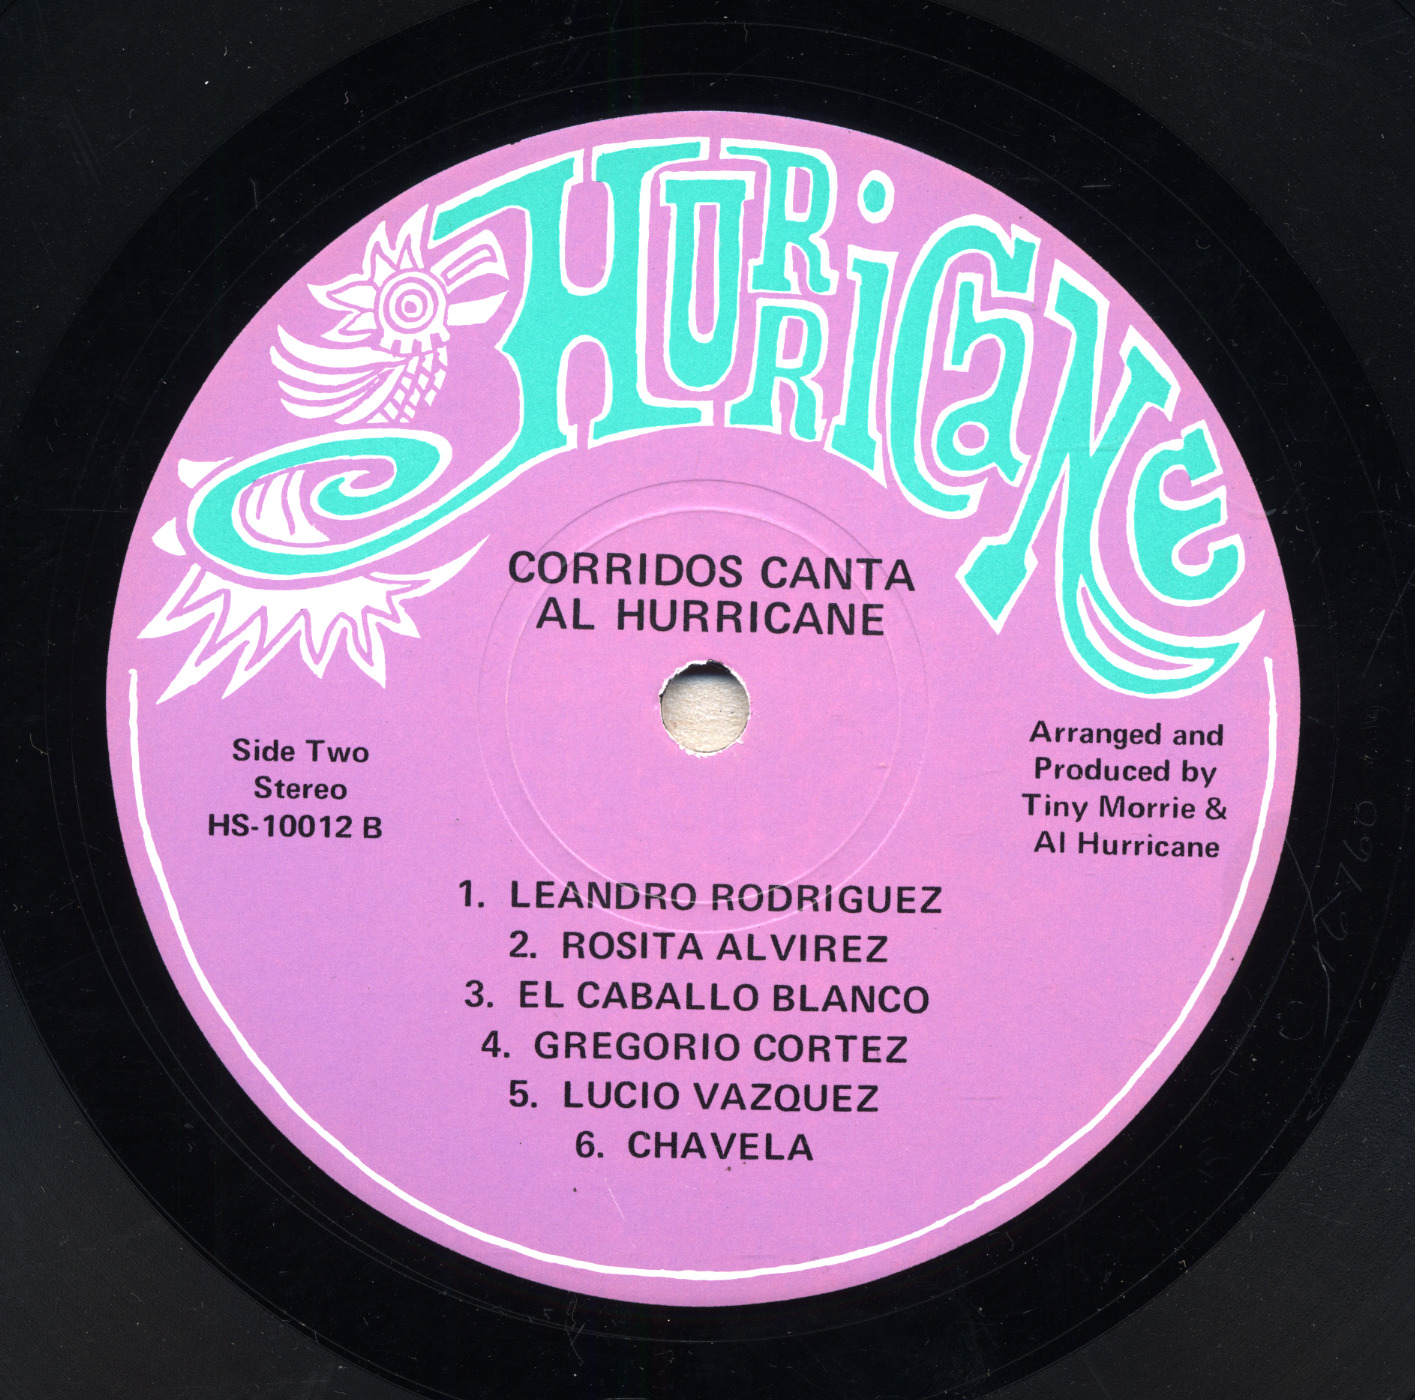 HURRiCaNe
CORRIDOS CANTA
AL HURRICANE
Side Two
Stereo
HS-10012 B
Arranged and
Produced by
Tiny Morrie &
Al Hurricane
1. LEANDRO RODRIGUEZ
2. ROSITA ALVIREZ
3. EL CABALLO BLANCO
4. GREGORIO CORTEZ
5. LUCIO VAZQUEZ
6. CHAVELA